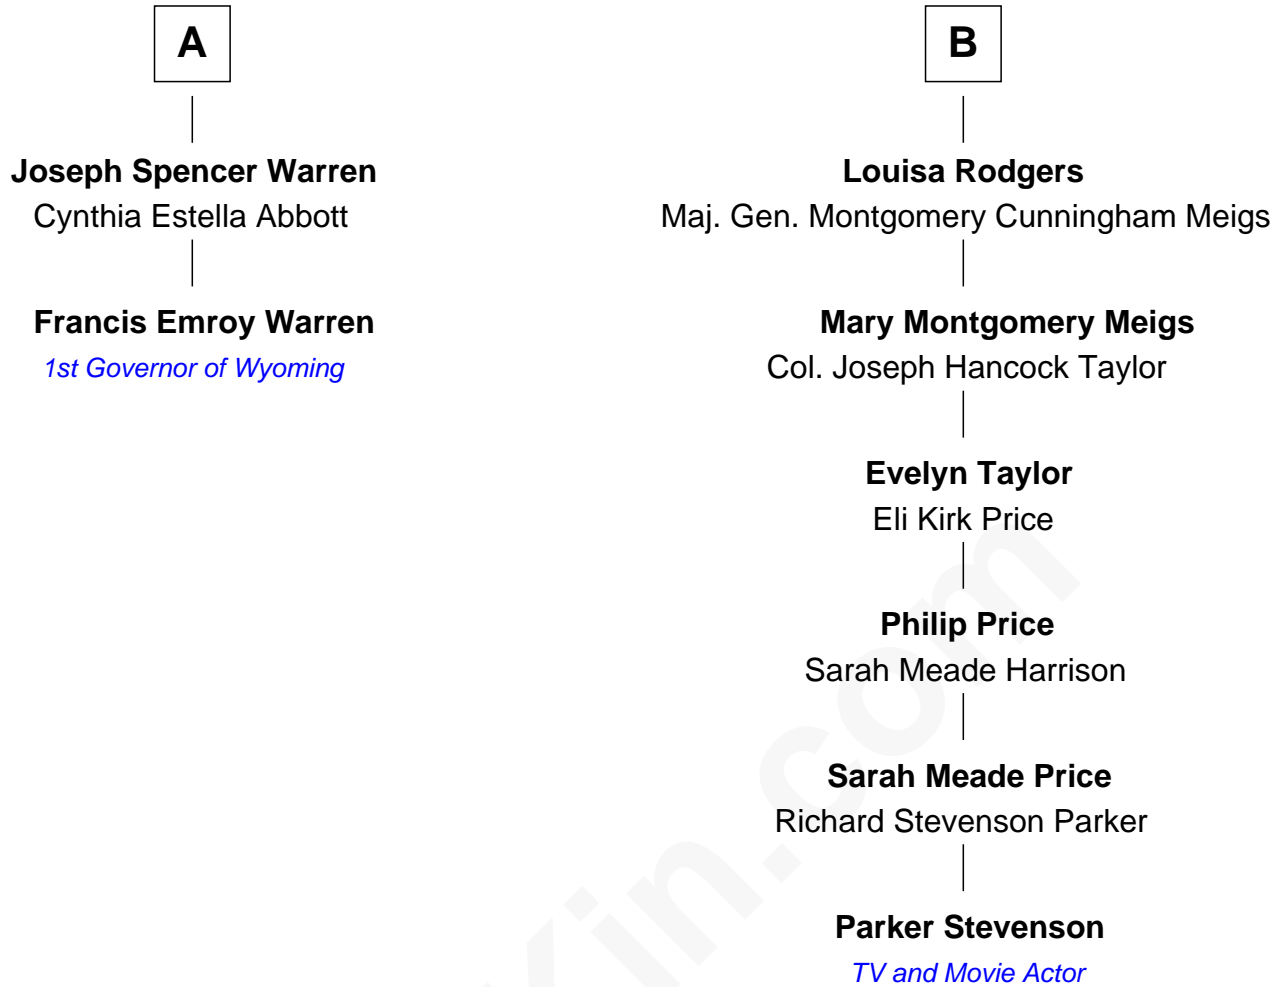 A
Joseph Spencer Warren
Cynthia Estella Abbott
Francis Emroy Warren
1st Governor of Wyoming
B
Louisa Rodgers
Maj. Gen. Montgomery Cunningham Meigs
Mary Montgomery Meigs
Col. Joseph Hancock Taylor
Evelyn Taylor
Eli Kirk Price
Philip Price
Sarah Meade Harrison
Sarah Meade Price
Richard Stevenson Parker
Parker Stevenson
TV and Movie Actor
Kin.com